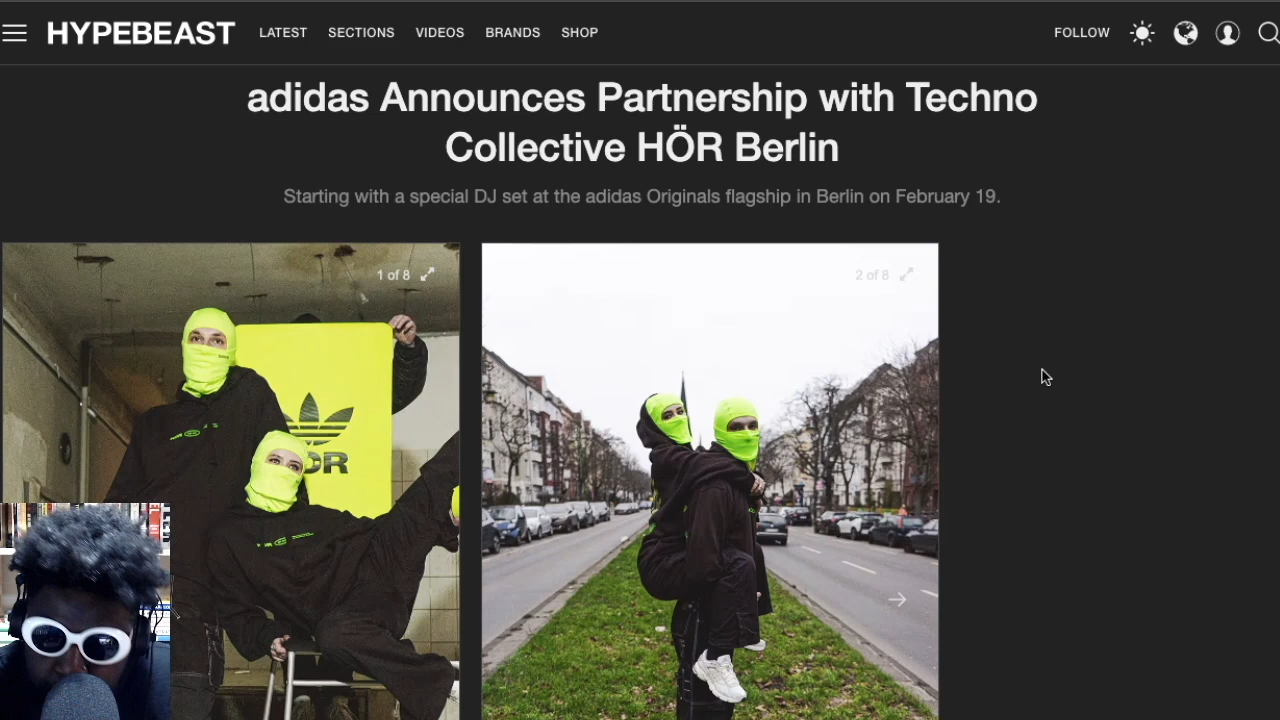 HYPEBEAST LATEST SECTIONS VIDEOS BRANDS SHOP FOLLOW
adidas Announces Partnership with Techno
Collective HÖR Berlin
Starting with a special DJ set at the adidas Originals flagship in Berlin on February 19.
1 of 8
2 of 8